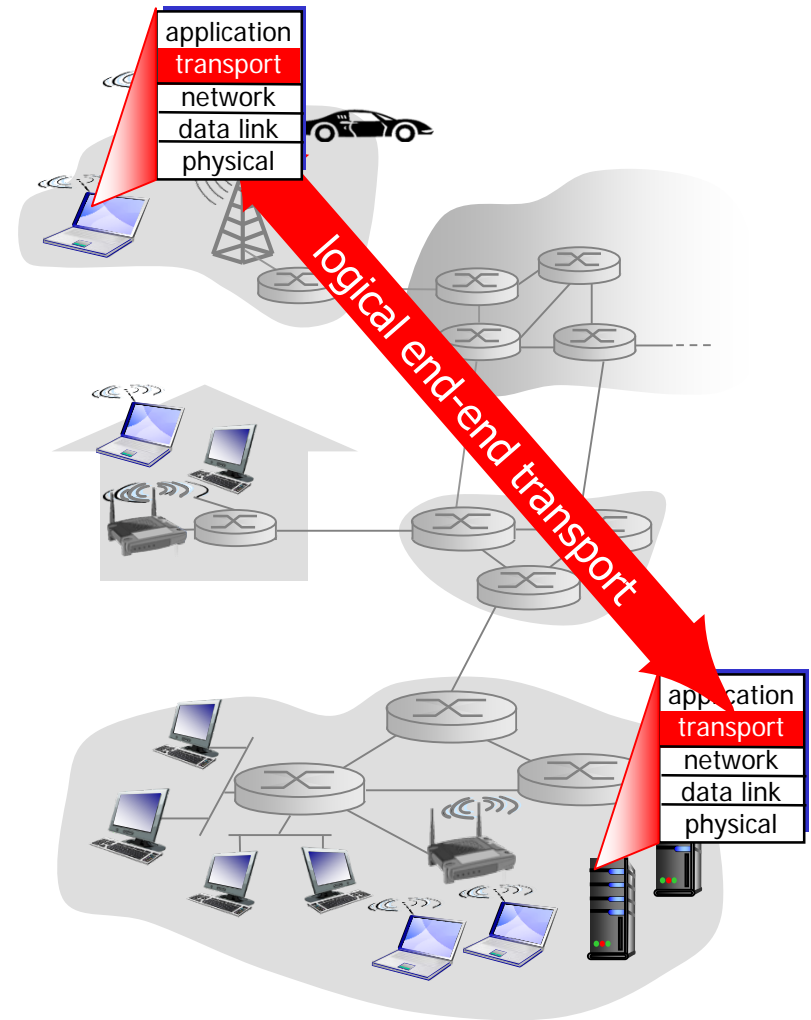 application
transport
network
data link
physical
logical end-end transport
application
transport
network
data link
physical